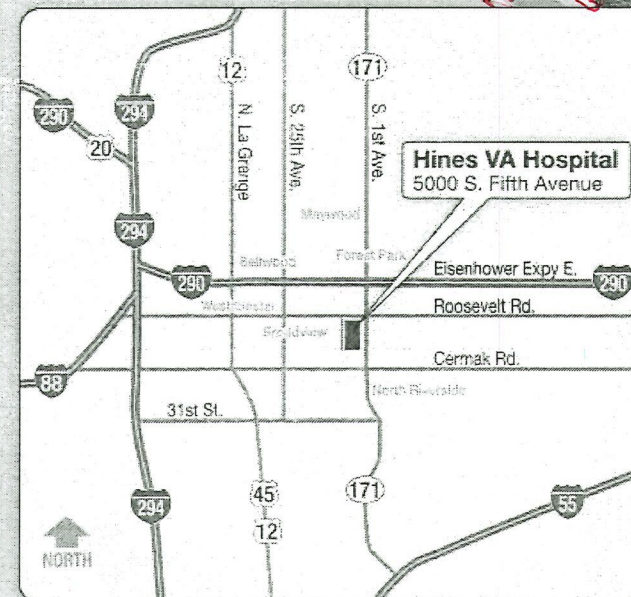 12
171
290
294
20
N. La Grange
S. 25th Ave.
S. 1st Ave.
Hines VA Hospital
5000 S. Fifth Avenue
Maywood
294
Bellwood
Forest Park
Eisenhower Expy E.
290
290
Westchester
Roosevelt Rd.
Broadview
Cermak Rd.
88
North Riverside
31st St.
294
45
12
171
55
NORTH